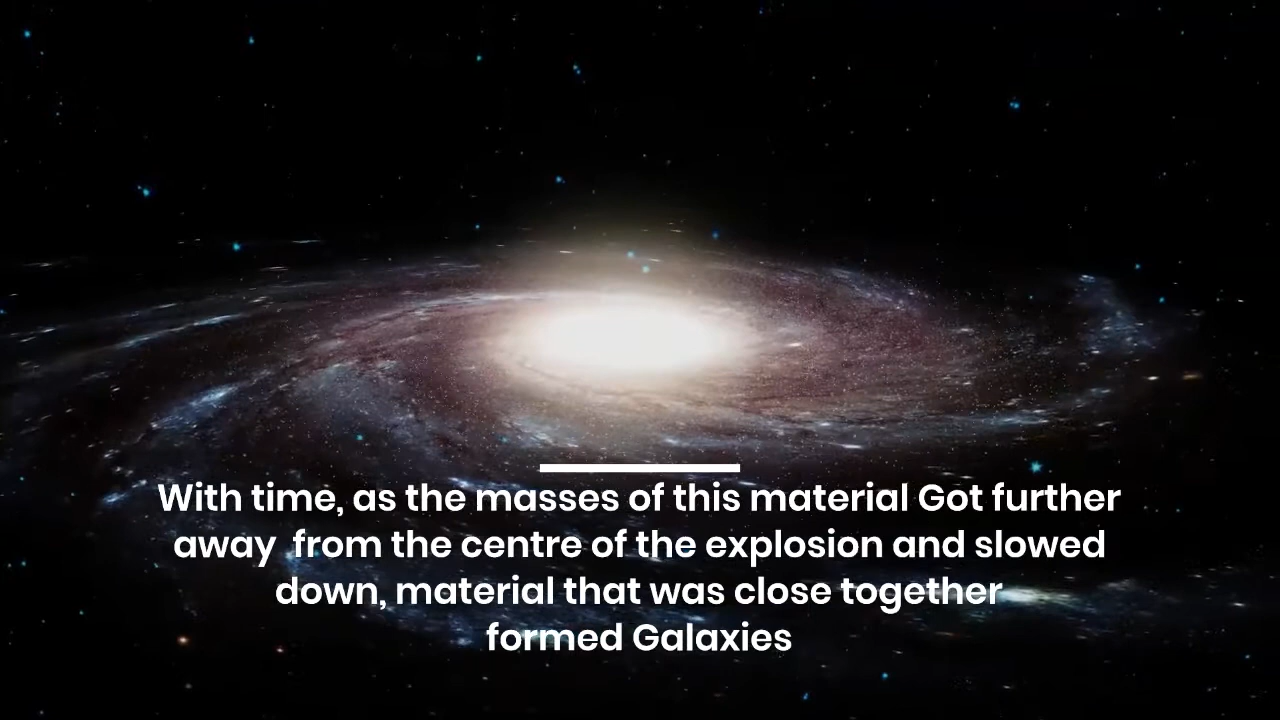 With time, as the masses of this material Got further
away  from the centre of the explosion and slowed
down, material that was close together
formed Galaxies